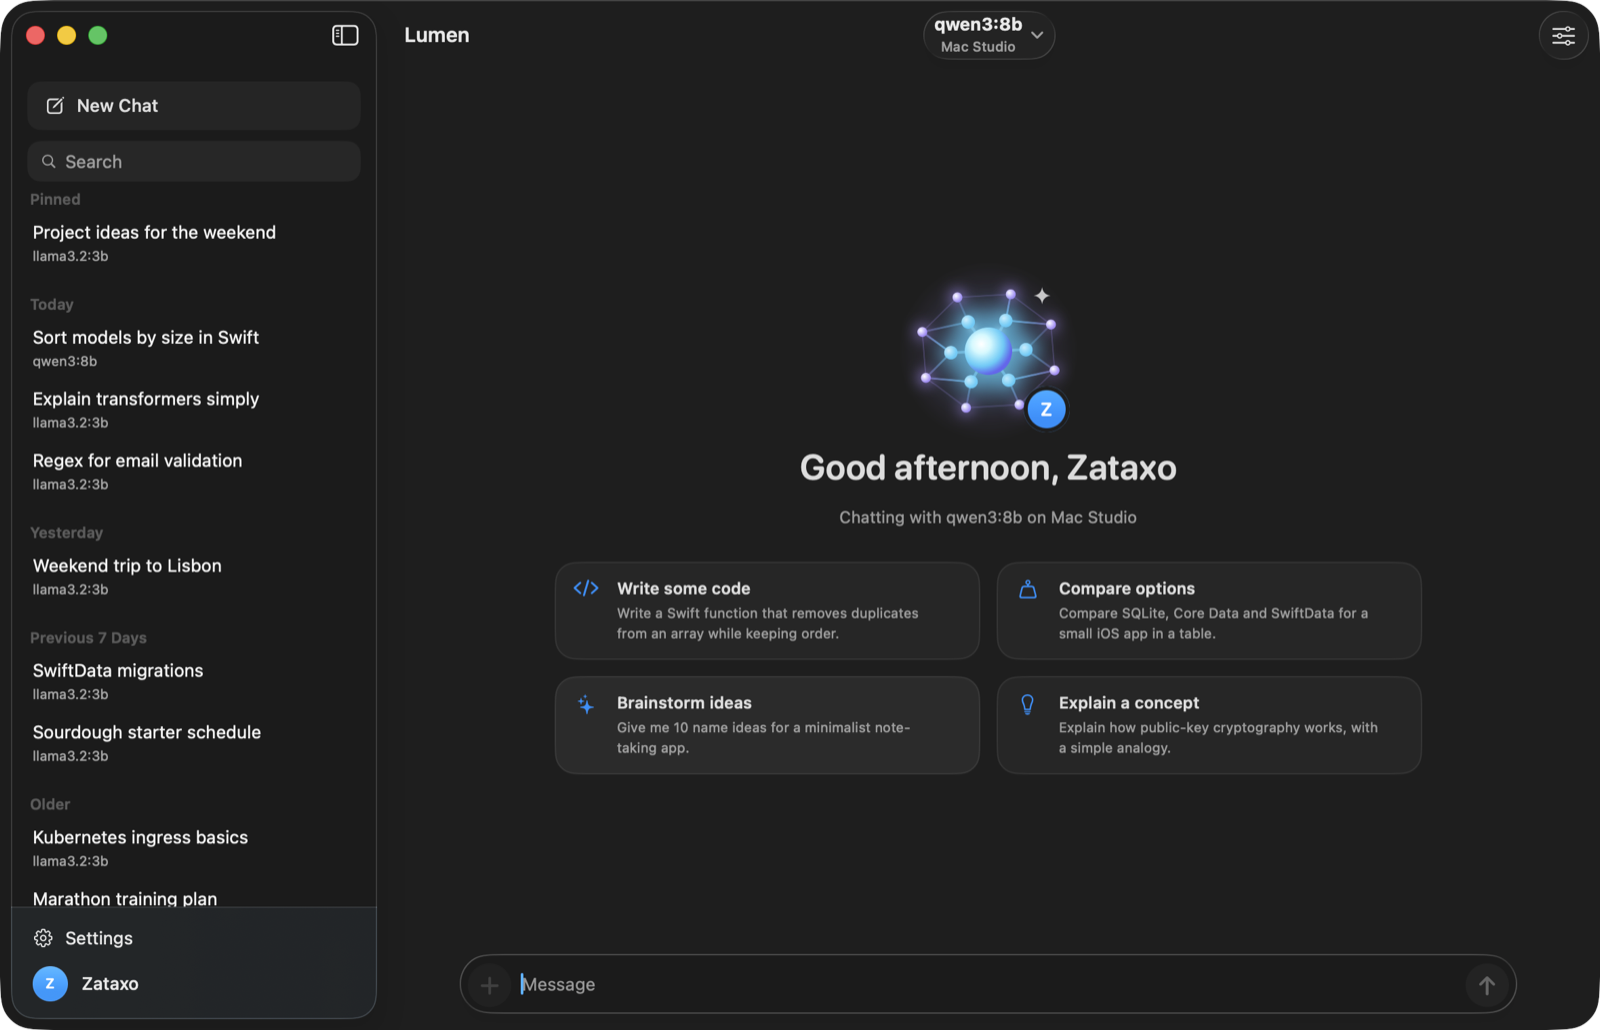 Lumen
qwen3:8b
Mac Studio
New Chat
Search
Pinned
Project ideas for the weekend
llama3.2:3b
Today
Sort models by size in Swift
qwen3:8b
Explain transformers simply
llama3.2:3b
Regex for email validation
llama3.2:3b
Yesterday
Weekend trip to Lisbon
llama3.2:3b
Previous 7 Days
SwiftData migrations
llama3.2:3b
Sourdough starter schedule
llama3.2:3b
Older
Kubernetes ingress basics
llama3.2:3b
Marathon training plan
Settings
Z
Zataxo
Z
Good afternoon, Zataxo
Chatting with qwen3:8b on Mac Studio
Write some code
Write a Swift function that removes duplicates
from an array while keeping order.
Compare options
Compare SQLite, Core Data and SwiftData for a
small iOS app in a table.
Brainstorm ideas
Give me 10 name ideas for a minimalist note-
taking app.
Explain a concept
Explain how public-key cryptography works, with
a simple analogy.
Message